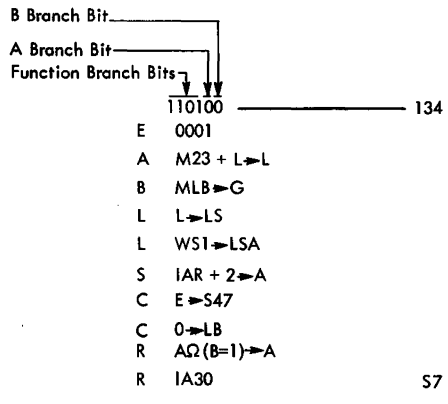 B Branch Bit
A Branch Bit
Function Branch Bits
110100 134
E 0001
A M23 + L→L
B MLB→G
L L→LS
L WS1→LSA
S IAR + 2→A
C E→S47
C 0→LB
R AΩ(B=1)→A
R IA30 S7